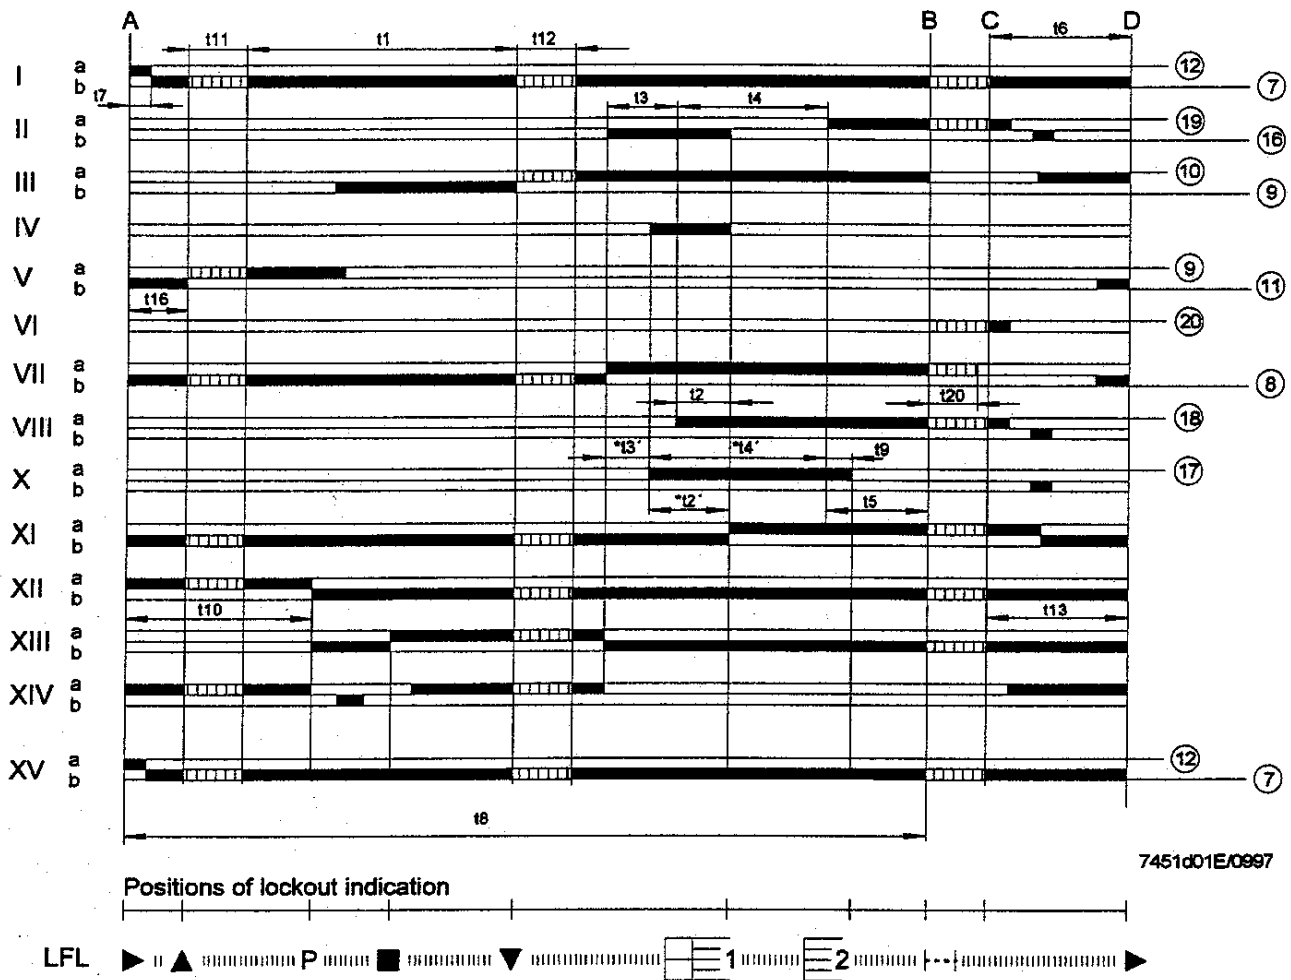 A B C D
t11 t1 t12 t6
I a 12
b 7
t7 t3 t4
II a 19
b 16
III a 10
b 9
IV
V a 9
b 11
t16
VI 20
VII a
b 8
t2 t20
VIII a 18
b
"t3´ "t4´ t9
X a 17
b
"t2´ t5
XI a
b
XII a
b
t10 t13
XIII a
b
XIV a
b
XV a 12
b 7
t8
7451d01E/0997
Positions of lockout indication
LFL P 1 2